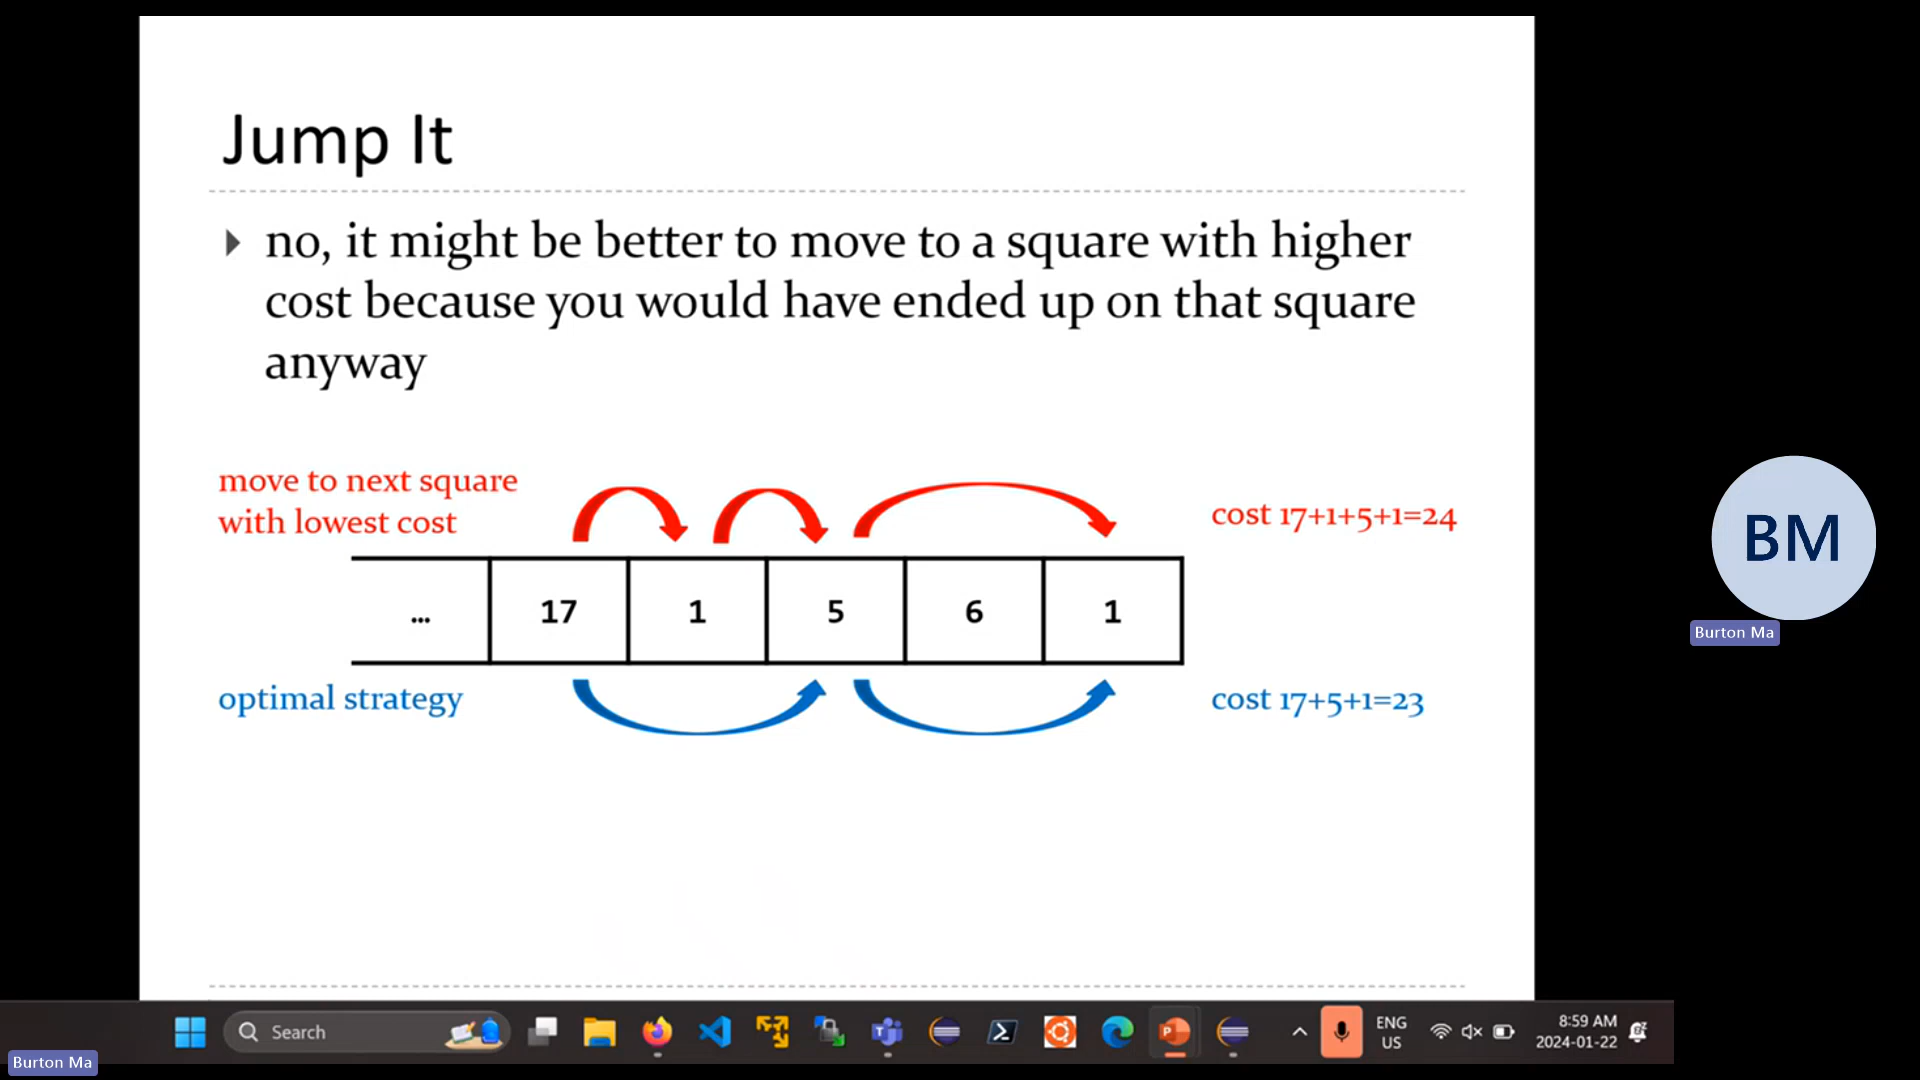 Jump It
no, it might be better to move to a square with higher
cost because you would have ended up on that square
anyway
move to next square
with lowest cost
cost 17+1+5+1=24
... 17 1 5 6 1
optimal strategy
cost 17+5+1=23
BM
Burton Ma
Search
ENG
US
8:59 AM
2024-01-22
Burton Ma